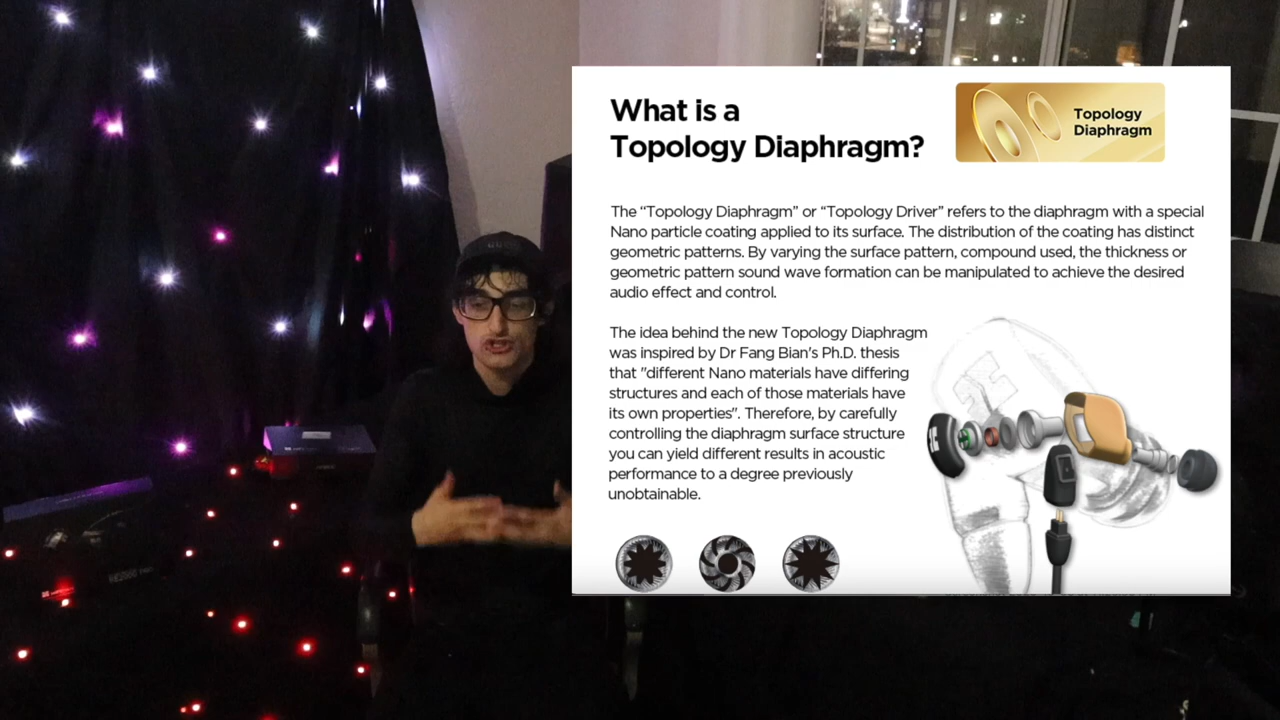 What is a
Topology Diaphragm?
Topology
Diaphragm
The “Topology Diaphragm” or “Topology Driver” refers to the diaphragm with a special
Nano particle coating applied to its surface. The distribution of the coating has distinct
geometric patterns. By varying the surface pattern, compound used, the thickness or
geometric pattern sound wave formation can be manipulated to achieve the desired
audio effect and control.
The idea behind the new Topology Diaphragm
was inspired by Dr Fang Bian's Ph.D. thesis
that "different Nano materials have differing
structures and each of those materials have
its own properties". Therefore, by carefully
controlling the diaphragm surface structure
you can yield different results in acoustic
performance to a degree previously
unobtainable.